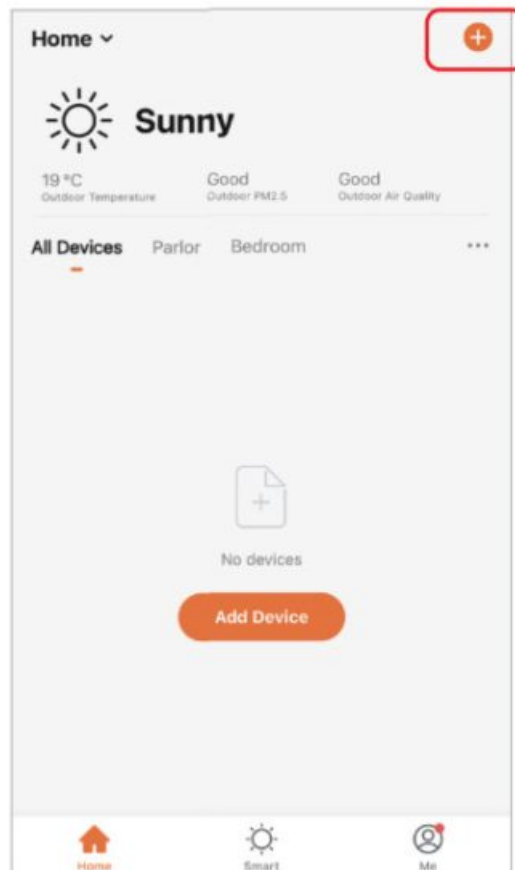 Home
Sunny
19 °C Good Good
Outdoor Temperature Outdoor PM2.5 Outdoor Air Quality
All Devices Parlor Bedroom
No devices
Add Device
Home Smart Me